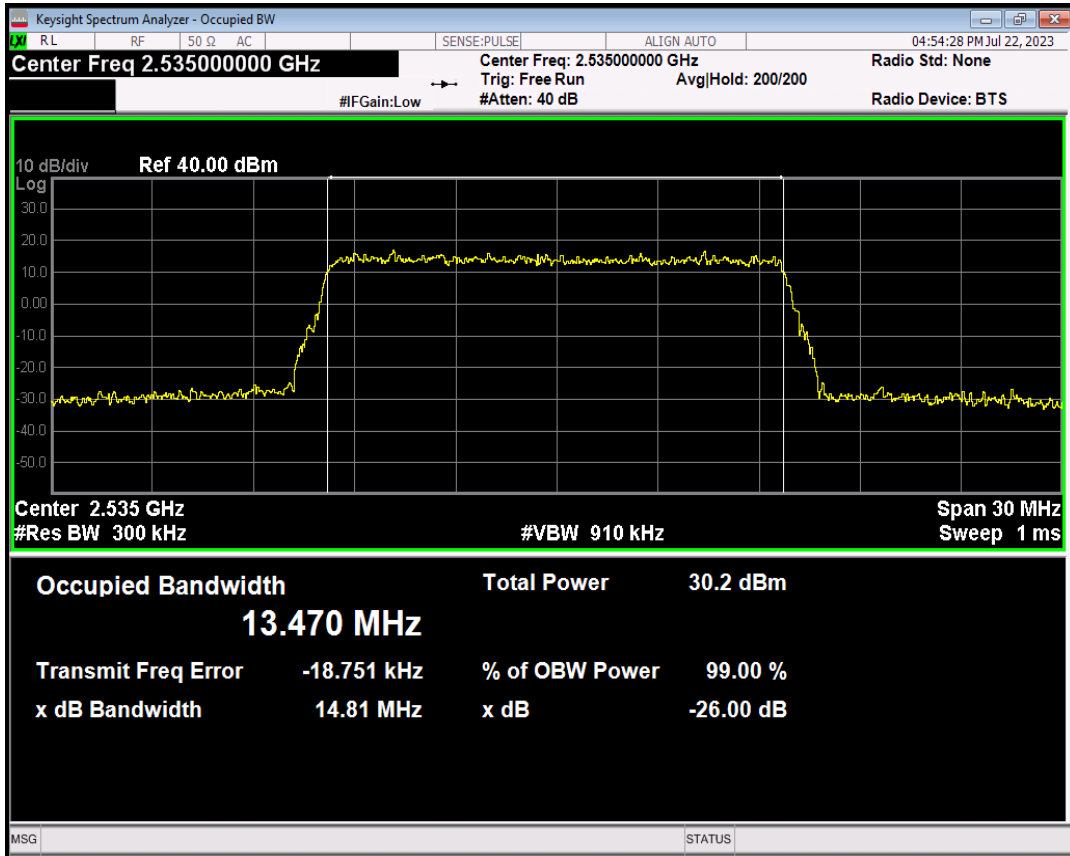 Keysight Spectrum Analyzer - Occupied BW
LXI RL RF 50 Ω AC SENSE:PULSE ALIGN AUTO 04:54:28 PM Jul 22, 2023
Center Freq 2.535000000 GHz Center Freq: 2.535000000 GHz Radio Std: None
Trig: Free Run Avg|Hold: 200/200
#IFGain:Low #Atten: 40 dB Radio Device: BTS
10 dB/div Ref 40.00 dBm
Log
30.0
20.0
10.0
0.00
-10.0
-20.0
-30.0
-40.0
-50.0
Center 2.535 GHz Span 30 MHz
#Res BW 300 kHz #VBW 910 kHz Sweep 1 ms
Occupied Bandwidth Total Power 30.2 dBm
13.470 MHz
Transmit Freq Error -18.751 kHz % of OBW Power 99.00 %
x dB Bandwidth 14.81 MHz x dB -26.00 dB
MSG STATUS